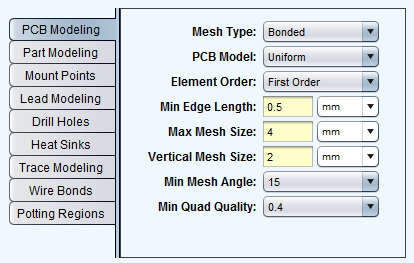 PCB Modeling
Part Modeling
Mount Points
Lead Modeling
Drill Holes
Heat Sinks
Trace Modeling
Wire Bonds
Potting Regions
Mesh Type: Bonded
PCB Model: Uniform
Element Order: First Order
Min Edge Length: 0.5 mm
Max Mesh Size: 4 mm
Vertical Mesh Size: 2 mm
Min Mesh Angle: 15
Min Quad Quality: 0.4